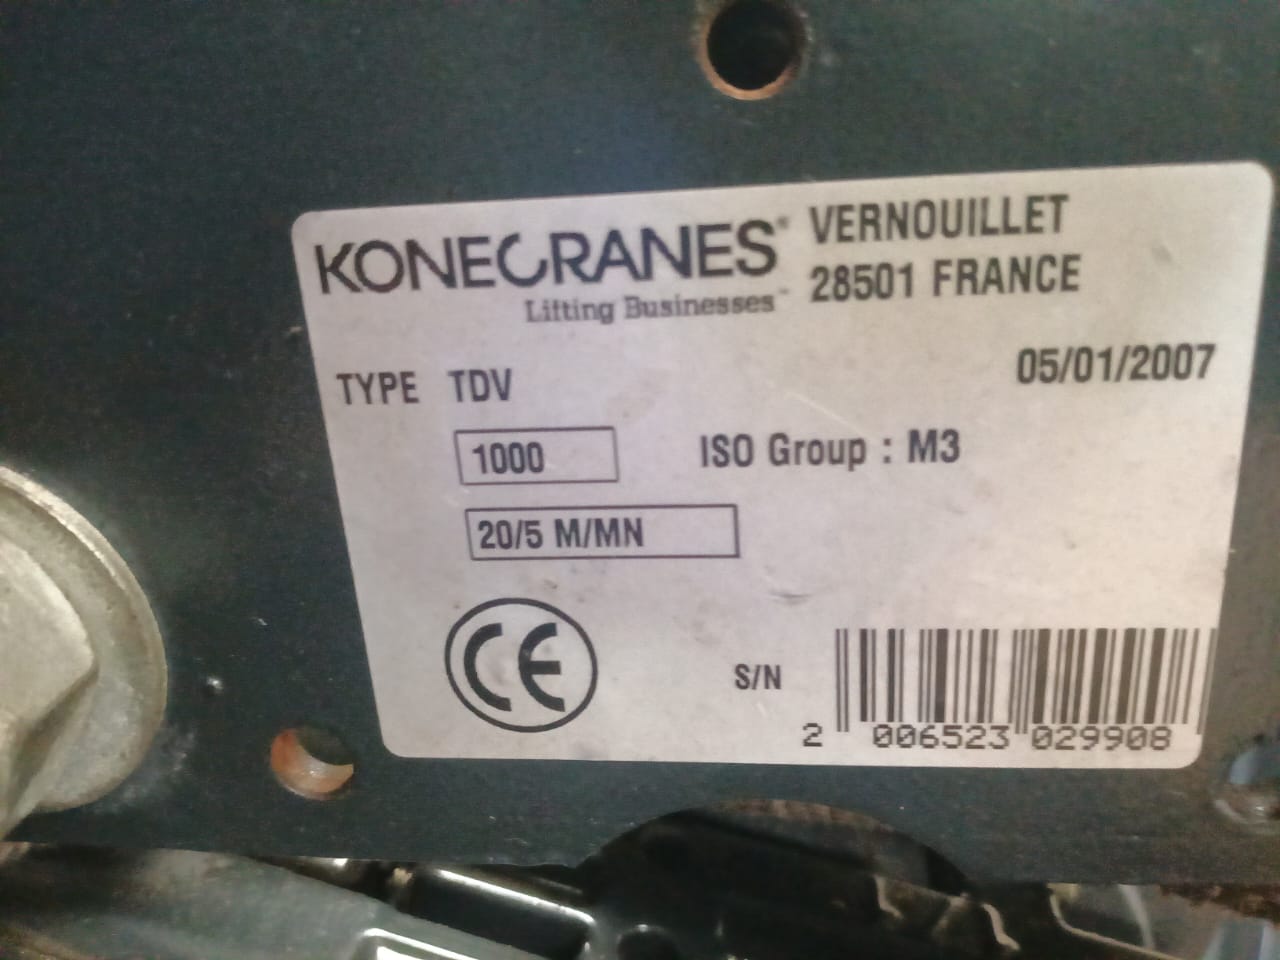 KONECRANES®
Lifting Businesses™
VERNOUILLET
28501 FRANCE
05/01/2007
TYPE TDV
1000
ISO Group : M3
20/5 M/MN
CE
S/N
2 006523 029908